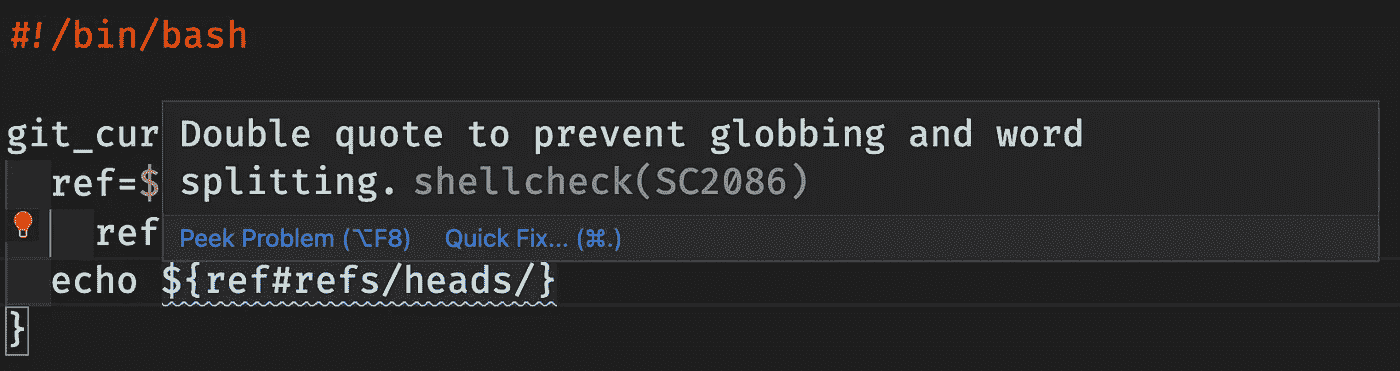 #!/bin/bash
git_cur
Double quote to prevent globbing and word
ref=$
splitting. shellcheck(SC2086)
ref
Peek Problem (⌥F8) Quick Fix... (⌘.)
echo ${ref#refs/heads/}
}